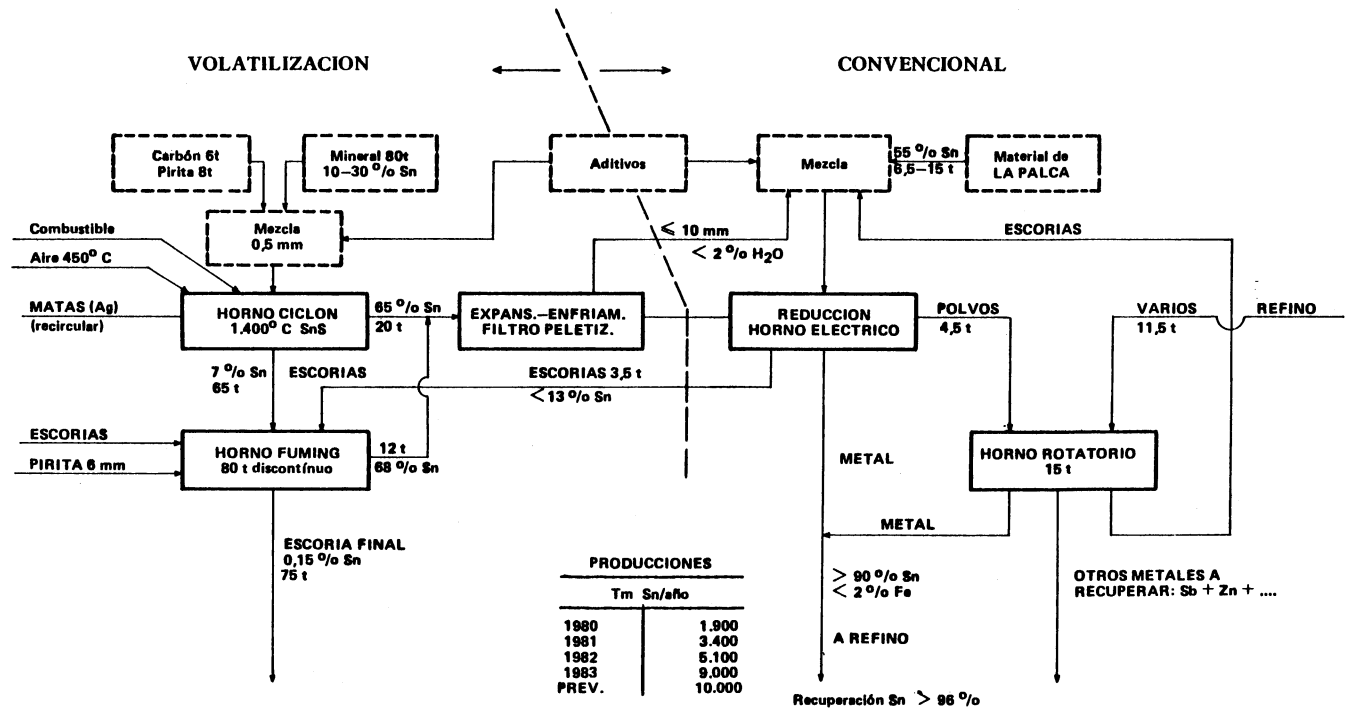 VOLATILIZACION
CONVENCIONAL
Carbón 6t
Pirita 8t
Mineral 80t
10–30 º/o Sn
Aditivos
Mezcla
55 º/o Sn
6,5–15 t
Material de
LA PALCA
Mezcla
0,5 mm
Combustible
Aire 450º C
⩽ 10 mm
< 2 º/o H₂O
ESCORIAS
MATAS (Ag)
(recircular)
HORNO CICLON
1.400º C SnS
65 º/o Sn
20 t
EXPANS.–ENFRIAM.
FILTRO PELETIZ.
REDUCCION
HORNO ELECTRICO
POLVOS
4,5 t
VARIOS
11,5 t
REFINO
7 º/o Sn
65 t
ESCORIAS
ESCORIAS 3,5 t
< 13 º/o Sn
ESCORIAS
PIRITA 6 mm
HORNO FUMING
80 t discontínuo
12 t
68 º/o Sn
METAL
HORNO ROTATORIO
15 t
METAL
ESCORIA FINAL
0,15 º/o Sn
75 t
PRODUCCIONES
Tm Sn/año
1980 1.900
1981 3.400
1982 5.100
1983 9.000
PREV. 10.000
> 90 º/o Sn
< 2 º/o Fe
A REFINO
OTROS METALES A
RECUPERAR: Sb + Zn + ....
Recuperación Sn > 96 º/o